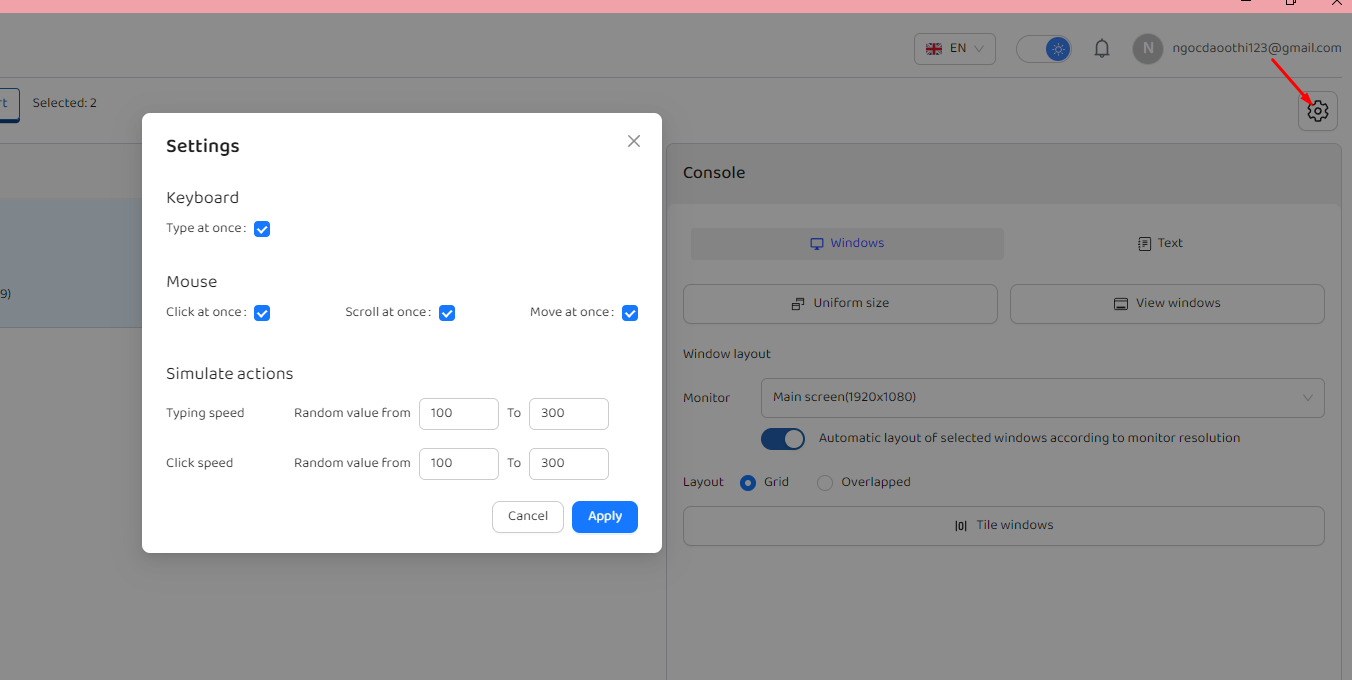 EN
N ngocdaoothi123@gmail.com
rt Selected: 2
Settings
Keyboard
Type at once:
Mouse
Click at once: Scroll at once: Move at once:
Simulate actions
Typing speed Random value from 100 To 300
Click speed Random value from 100 To 300
Cancel Apply
9)
Console
Windows Text
Uniform size View windows
Window layout
Monitor Main screen(1920x1080)
Automatic layout of selected windows according to monitor resolution
Layout Grid Overlapped
Tile windows